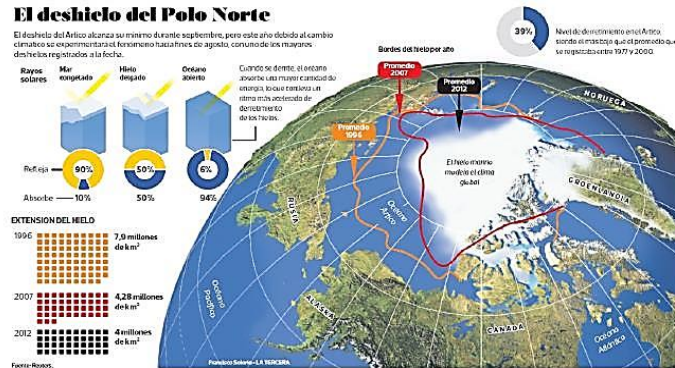 El deshielo del Polo Norte
El deshielo del Artico alcanza su mínimo durante septiembre, pero este año debido al cambio
climático se experimentará el fenómeno hacia fines de agosto, con uno de los mayores
deshielos registrados a la fecha.
39%
Nivel de derretimiento en el Ártico,
siendo el más bajo que el promedio que
se registraba entre 1977 y 2000.
Bordes del hielo por año
Rayos
solares
Mar
congelado
Hielo
delgado
Océano
abierto
Cuando se derrite, el océano
absorbe una mayor cantidad de
energía, lo que conlleva un
ritmo más acelerado de
derretimiento
de los hielos.
Promedio
2007
Promedio
2012
Promedio
1996
NORUEGA
Refleja
90%
50%
6%
Absorbe
10%
50%
94%
El hielo marino
modela el clima
global
GROENLANDIA
RUSIA
Océano
Ártico
EXTENSION DEL HIELO
1996
7,9 millones
de km²
2007
4,28 millones
de km²
2012
4 millones
de km²
Océano
Pacífico
ALASKA
CANADA
Océano
Atlántico
Fuente: Reuters.
Francisco Solorio-LA TERCERA